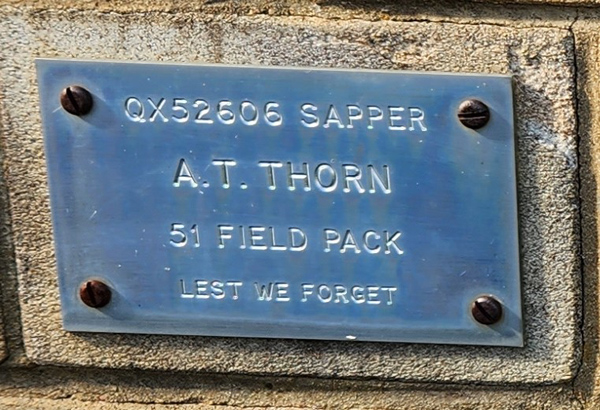 QX52606 SAPPER
A.T. THORN
51 FIELD PACK
LEST WE FORGET